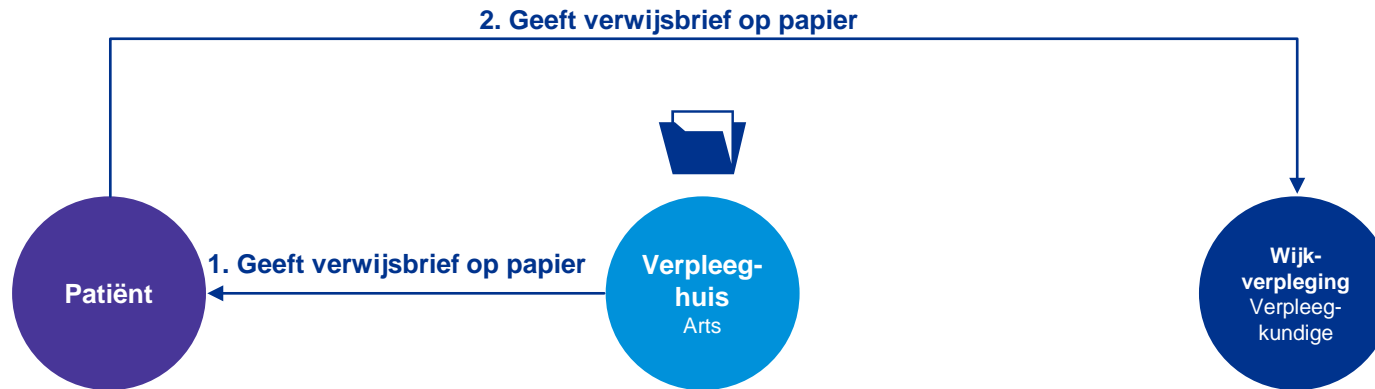 2. Geeft verwijsbrief op papier
1. Geeft verwijsbrief op papier
Patiënt
Verpleeg-
huis
Arts
Wijk-
verpleging
Verpleeg-
kundige